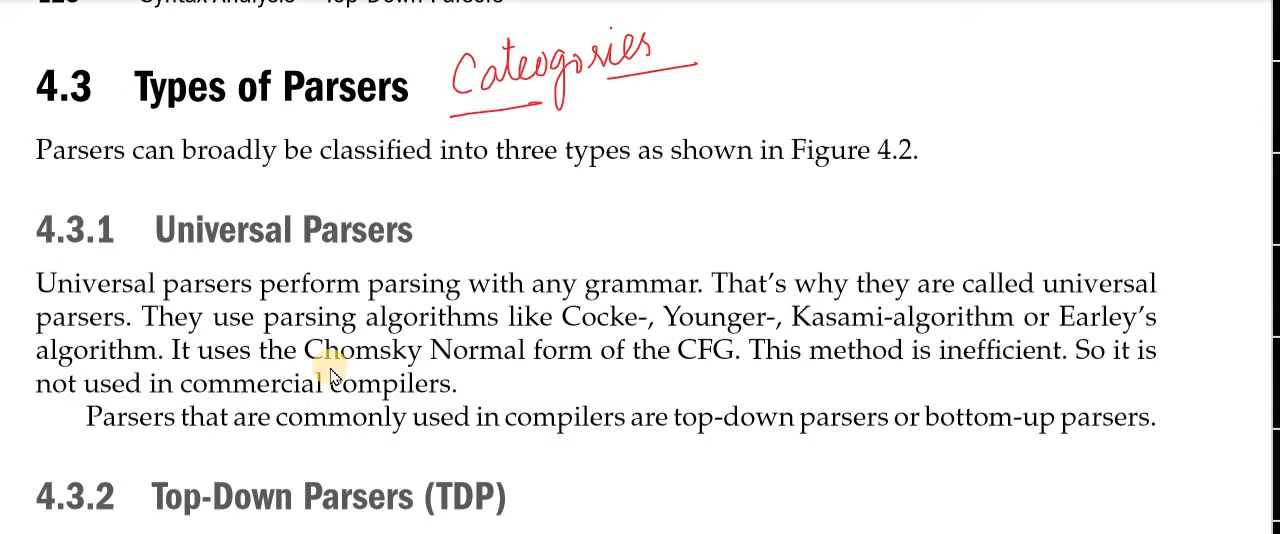 4.3 Types of Parsers Cateogories
Parsers can broadly be classified into three types as shown in Figure 4.2.
4.3.1 Universal Parsers
Universal parsers perform parsing with any grammar. That's why they are called universal
parsers. They use parsing algorithms like Cocke-, Younger-, Kasami-algorithm or Earley's
algorithm. It uses the Chomsky Normal form of the CFG. This method is inefficient. So it is
not used in commercial compilers.
Parsers that are commonly used in compilers are top-down parsers or bottom-up parsers.
4.3.2 Top-Down Parsers (TDP)